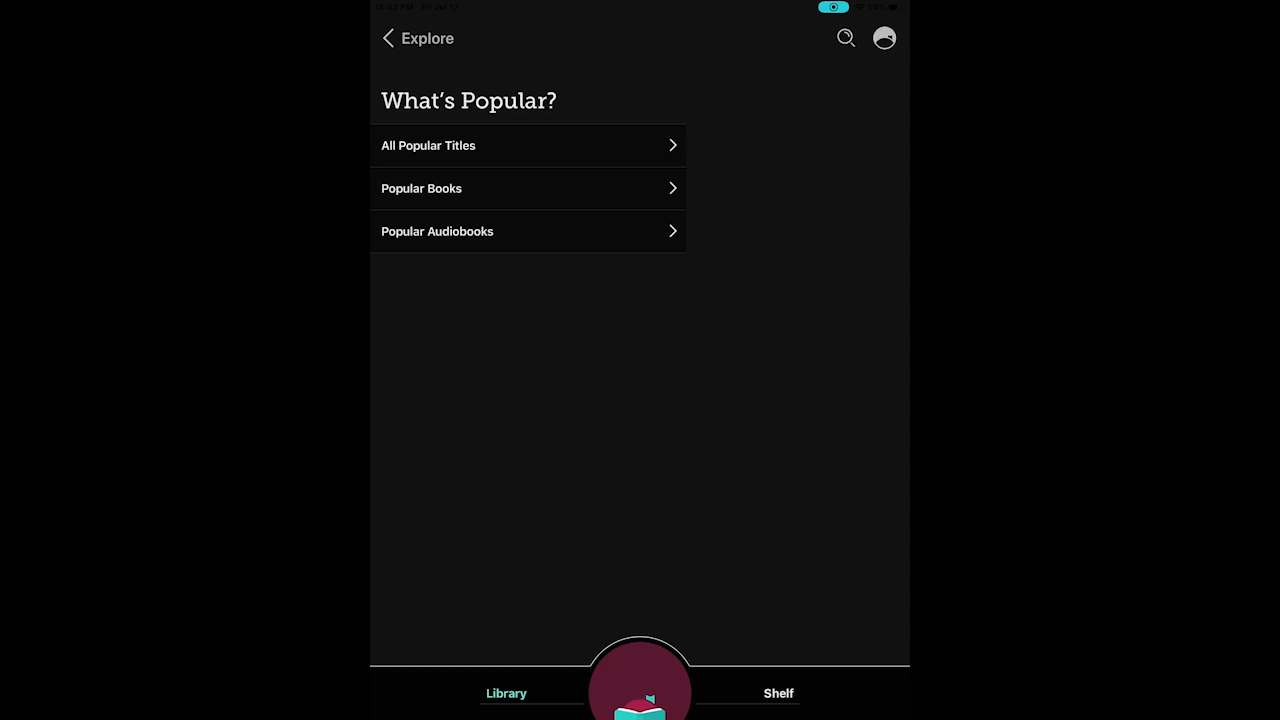 Explore
What's Popular?
All Popular Titles
Popular Books
Popular Audiobooks
Library
Shelf